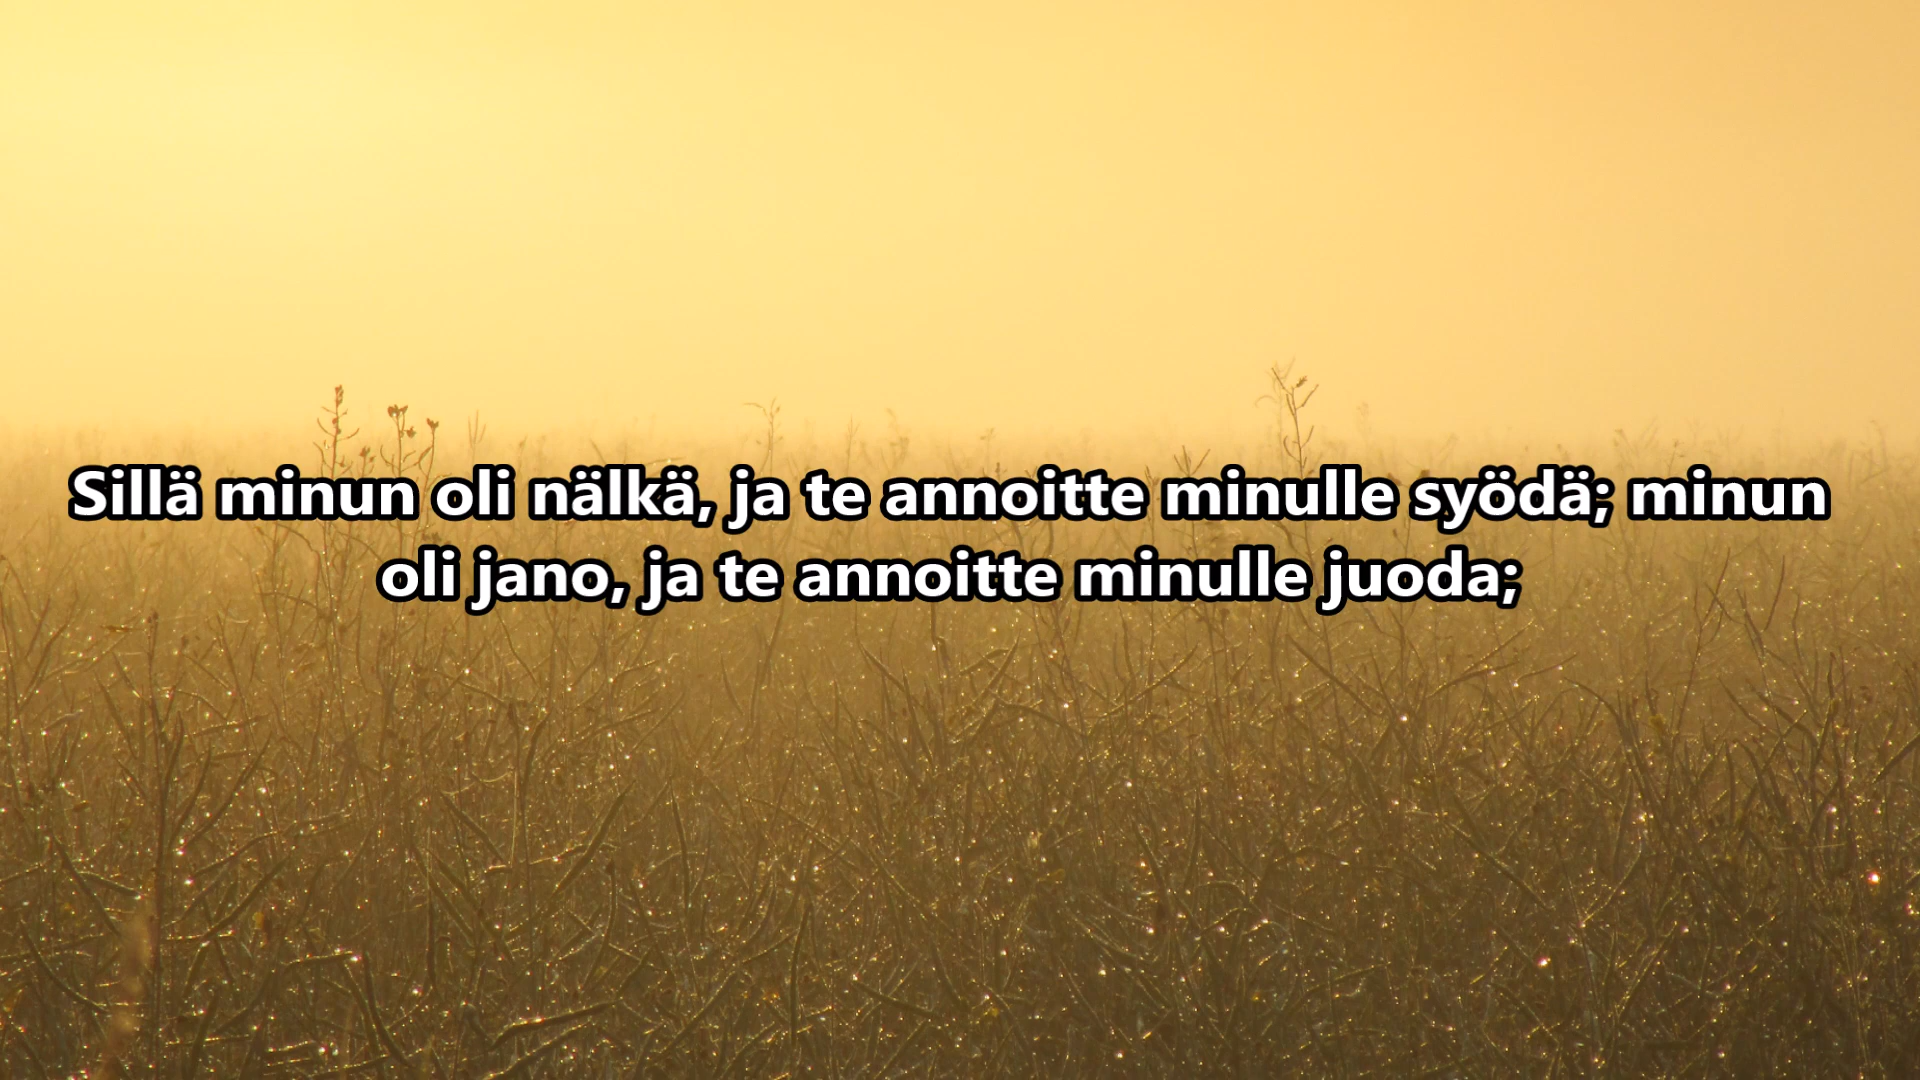 Sillä minun oli nälkä, ja te annoitte minulle syödä; minun
oli jano, ja te annoitte minulle juoda;